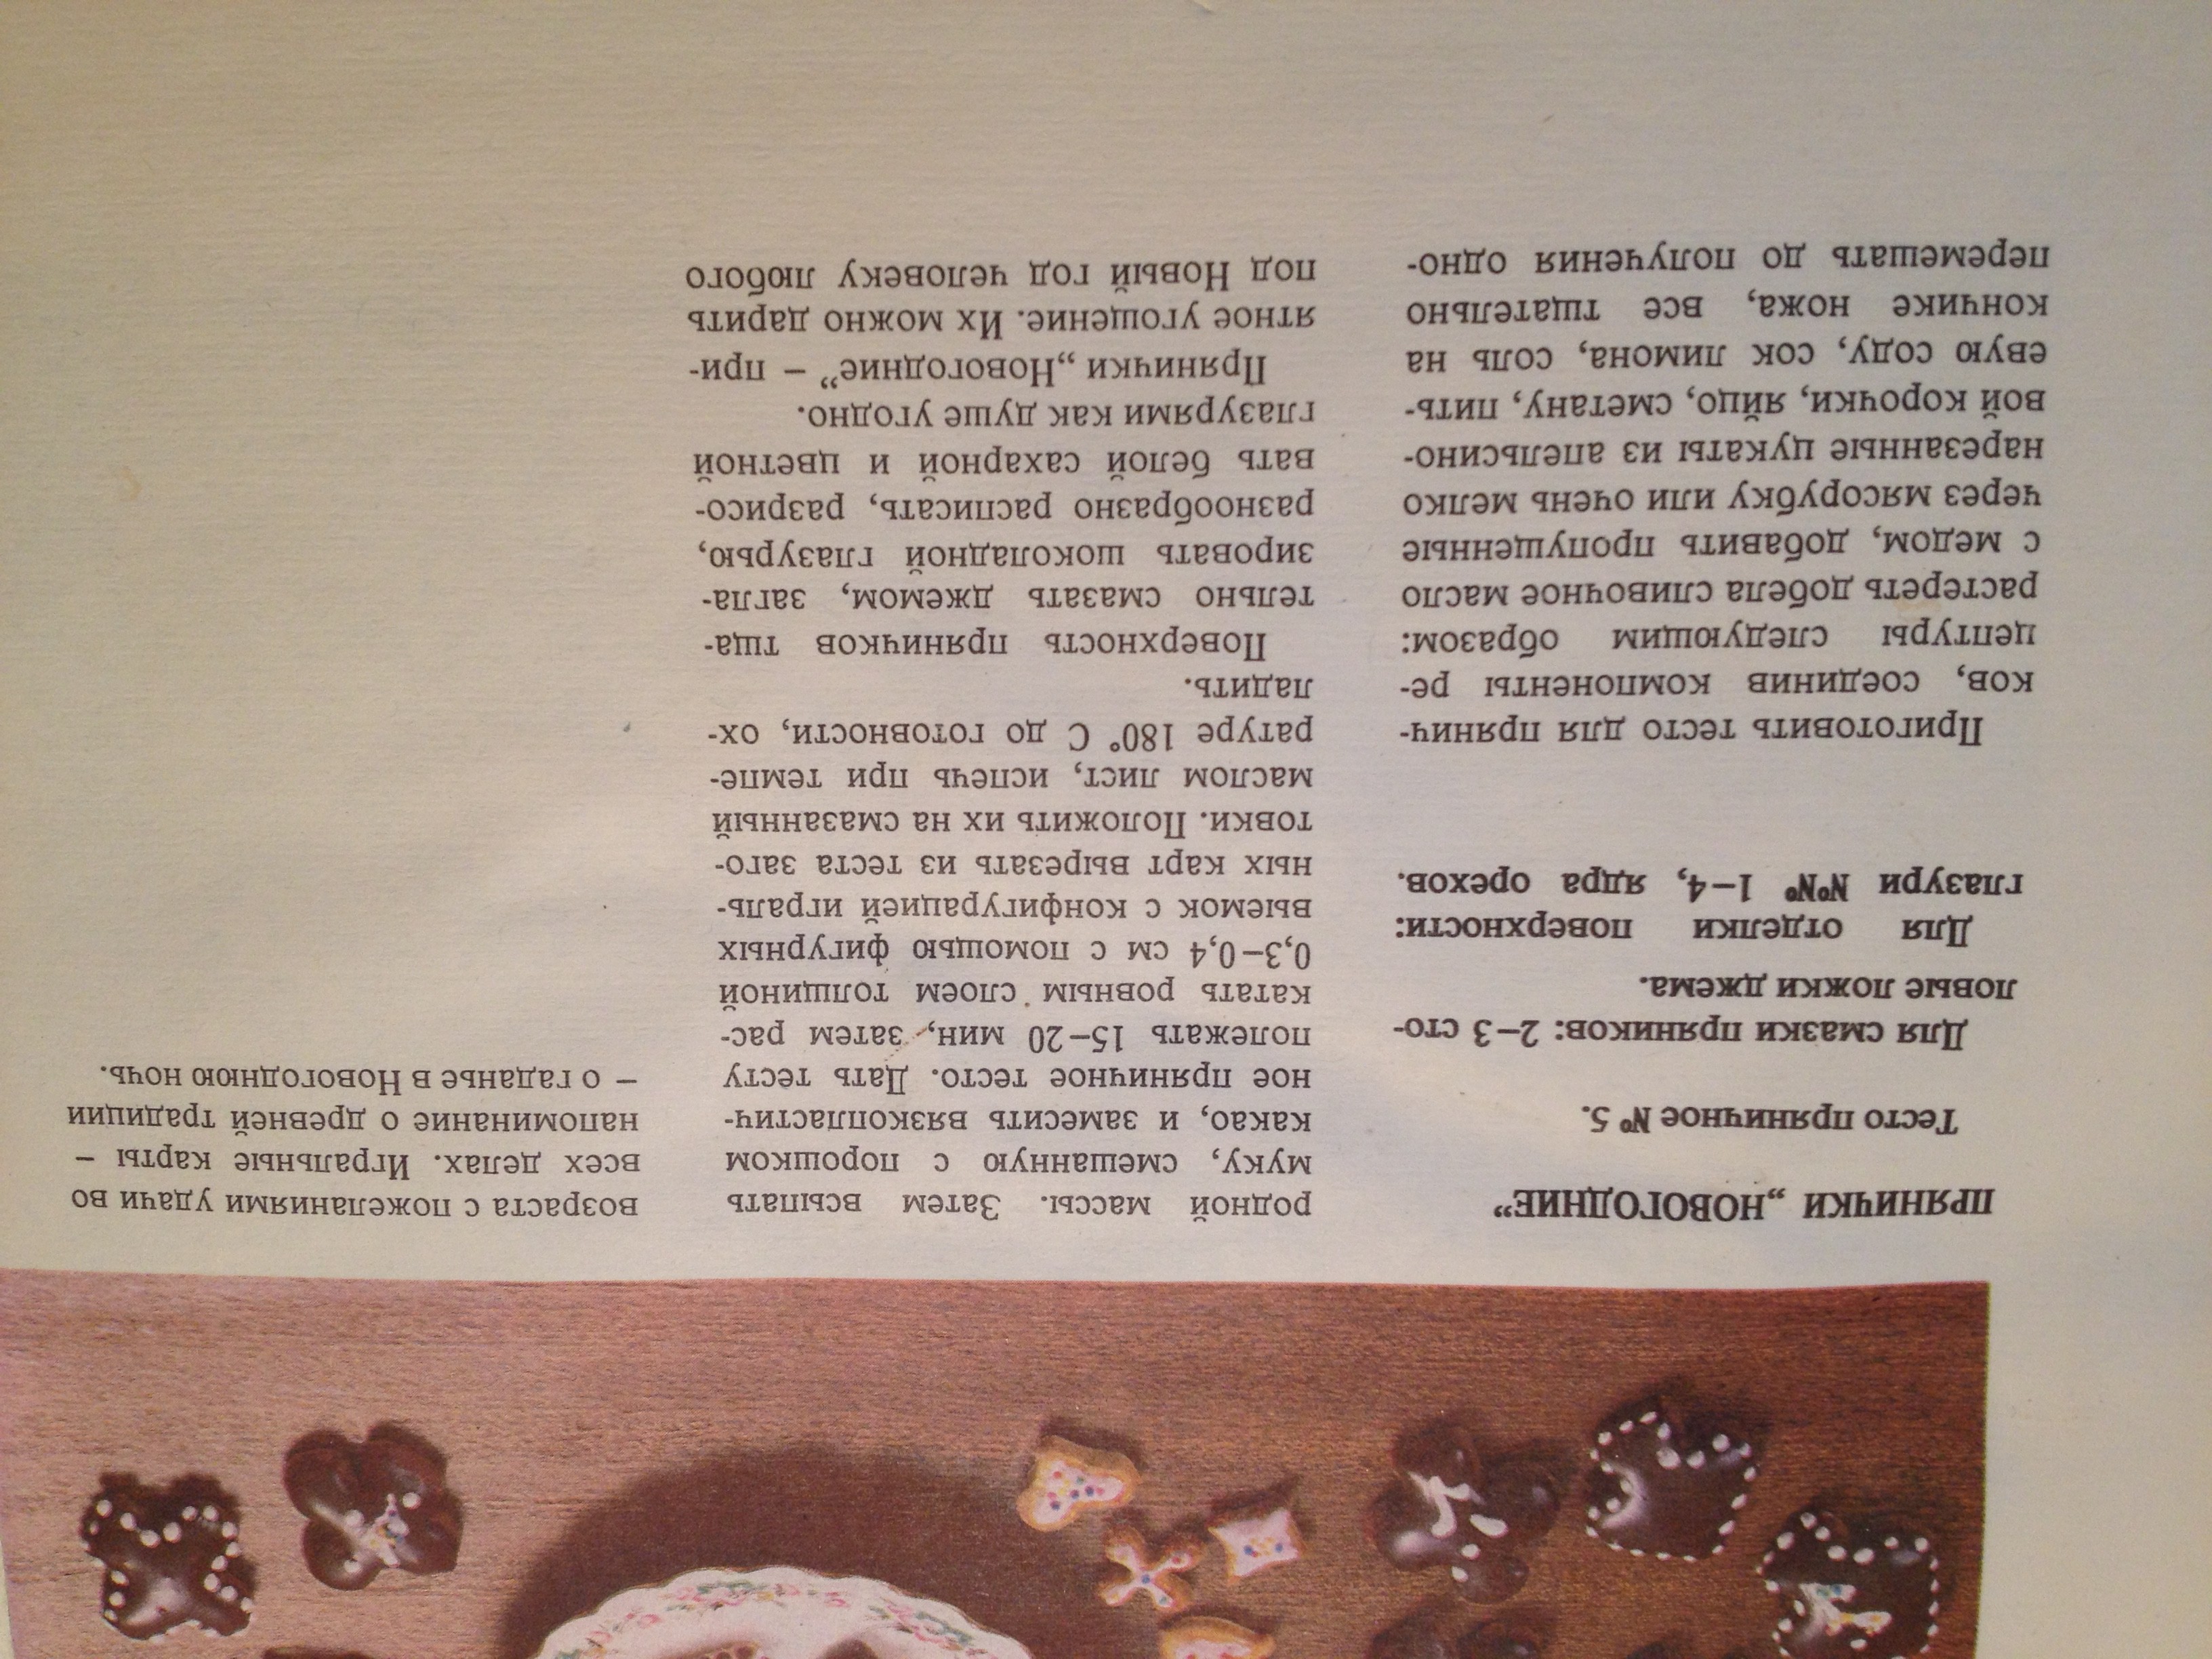 ПРЯНИЧКИ „НОВОГОДНИЕ”
Тесто пряничное № 5.
Для смазки пряников: 2–3 сто-
ловые ложки джема.
Для отделки поверхности:
глазури №№ 1–4, ядра орехов.
Приготовить тесто для прянич-
ков, соединив компоненты ре-
цептуры следующим образом:
растереть добела сливочное масло
с медом, добавить пропущенные
через мясорубку или очень мелко
нарезанные цукаты из апельсино-
вой корочки, яйцо, сметану, пить-
евую соду, сок лимона, соль на
кончике ножа, все тщательно
перемешать до получения одно-
родной массы. Затем всыпать
муку, смешанную с порошком
какао, и замесить вязкопластич-
ное пряничное тесто. Дать тесту
полежать 15–20 мин, затем рас-
катать ровным слоем толщиной
0,3–0,4 см с помощью фигурных
выемок с конфигурацией играль-
ных карт вырезать из теста заго-
товки. Положить их на смазанный
маслом лист, испечь при темпе-
ратуре 180° С до готовности, ох-
ладить.
Поверхность пряничков тща-
тельно смазать джемом, загла-
зировать шоколадной глазурью,
разнообразно расписать, разрисо-
вать белой сахарной и цветной
глазурями как душе угодно.
Прянички „Новогодние” – при-
ятное угощение. Их можно дарить
под Новый год человеку любого
возраста с пожеланиями удачи во
всех делах. Игральные карты –
напоминание о древней традиции
– о гаданье в Новогоднюю ночь.